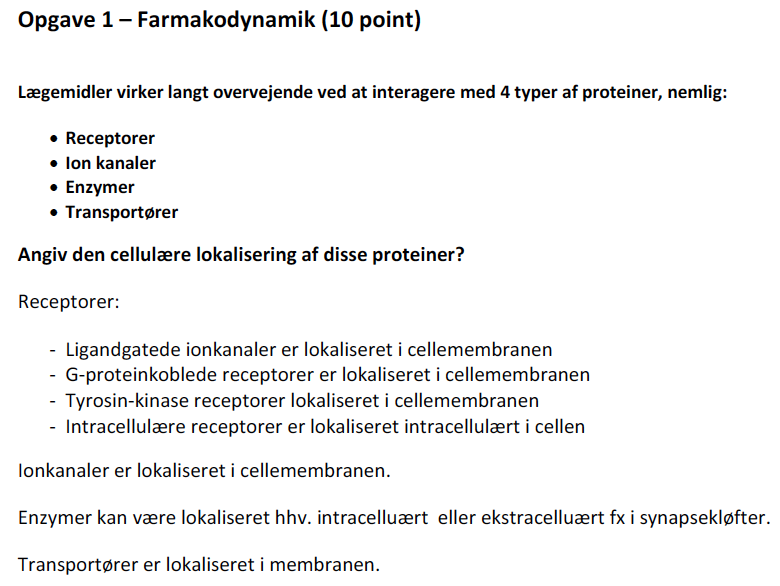 Opgave 1 – Farmakodynamik (10 point)
Lægemidler virker langt overvejende ved at interagere med 4 typer af proteiner, nemlig:
• Receptorer
• Ion kanaler
• Enzymer
• Transportører
Angiv den cellulære lokalisering af disse proteiner?
Receptorer:
- Ligandgatede ionkanaler er lokaliseret i cellemembranen
- G-proteinkoblede receptorer er lokaliseret i cellemembranen
- Tyrosin-kinase receptorer lokaliseret i cellemembranen
- Intracellulære receptorer er lokaliseret intracellulært i cellen
Ionkanaler er lokaliseret i cellemembranen.
Enzymer kan være lokaliseret hhv. intracelluært eller ekstracelluært fx i synapsekløfter.
Transportører er lokaliseret i membranen.